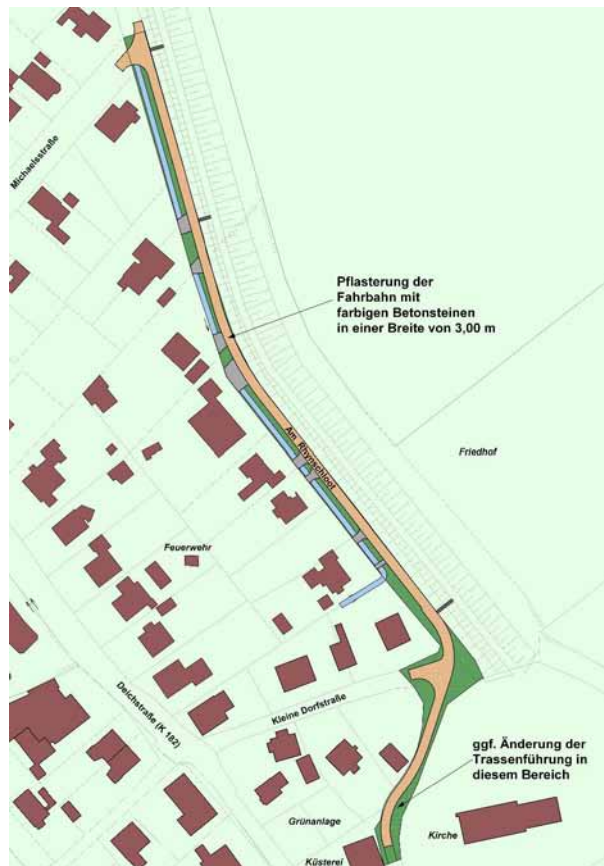 Michaelsstraße
Pflasterung der
Fahrbahn mit
farbigen Betonsteinen
in einer Breite von 3,00 m
Am Rhynschloot
Friedhof
Feuerwehr
Deichstraße (K 182)
Kleine Dorfstraße
ggf. Änderung der
Trassenführung in
diesem Bereich
Grünanlage
Kirche
Küsterei